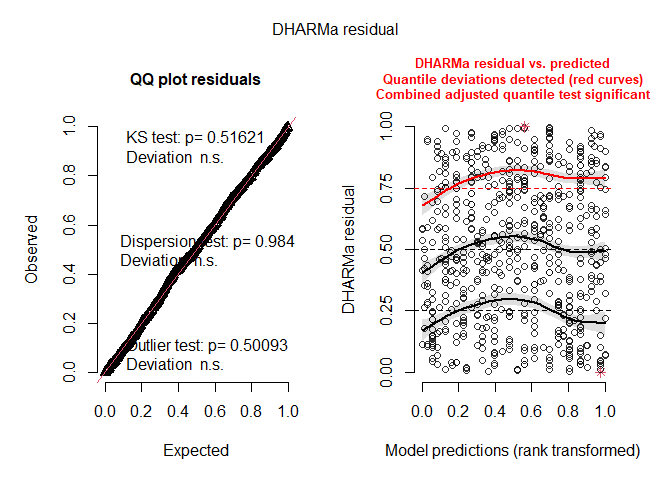 DHARMa residual
QQ plot residuals
KS test: p= 0.51621
Deviation n.s.
Dispersion test: p= 0.984
Deviation n.s.
Outlier test: p= 0.50093
Deviation n.s.
Observed
0.0 0.2 0.4 0.6 0.8 1.0
0.0 0.2 0.4 0.6 0.8 1.0
Expected
DHARMa residual vs. predicted
Quantile deviations detected (red curves)
Combined adjusted quantile test significant
DHARMa residual
0.00 0.25 0.50 0.75 1.00
0.0 0.2 0.4 0.6 0.8 1.0
Model predictions (rank transformed)